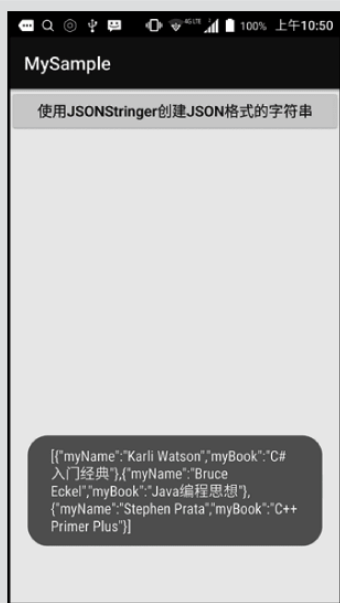 4G LTE 100% 上午10:50
MySample
使用JSONStringer创建JSON格式的字符串
[{"myName":"Karli Watson","myBook":"C#
入门经典"},{"myName":"Bruce
Eckel","myBook":"Java编程思想"},
{"myName":"Stephen Prata","myBook":"C++
Primer Plus"}]